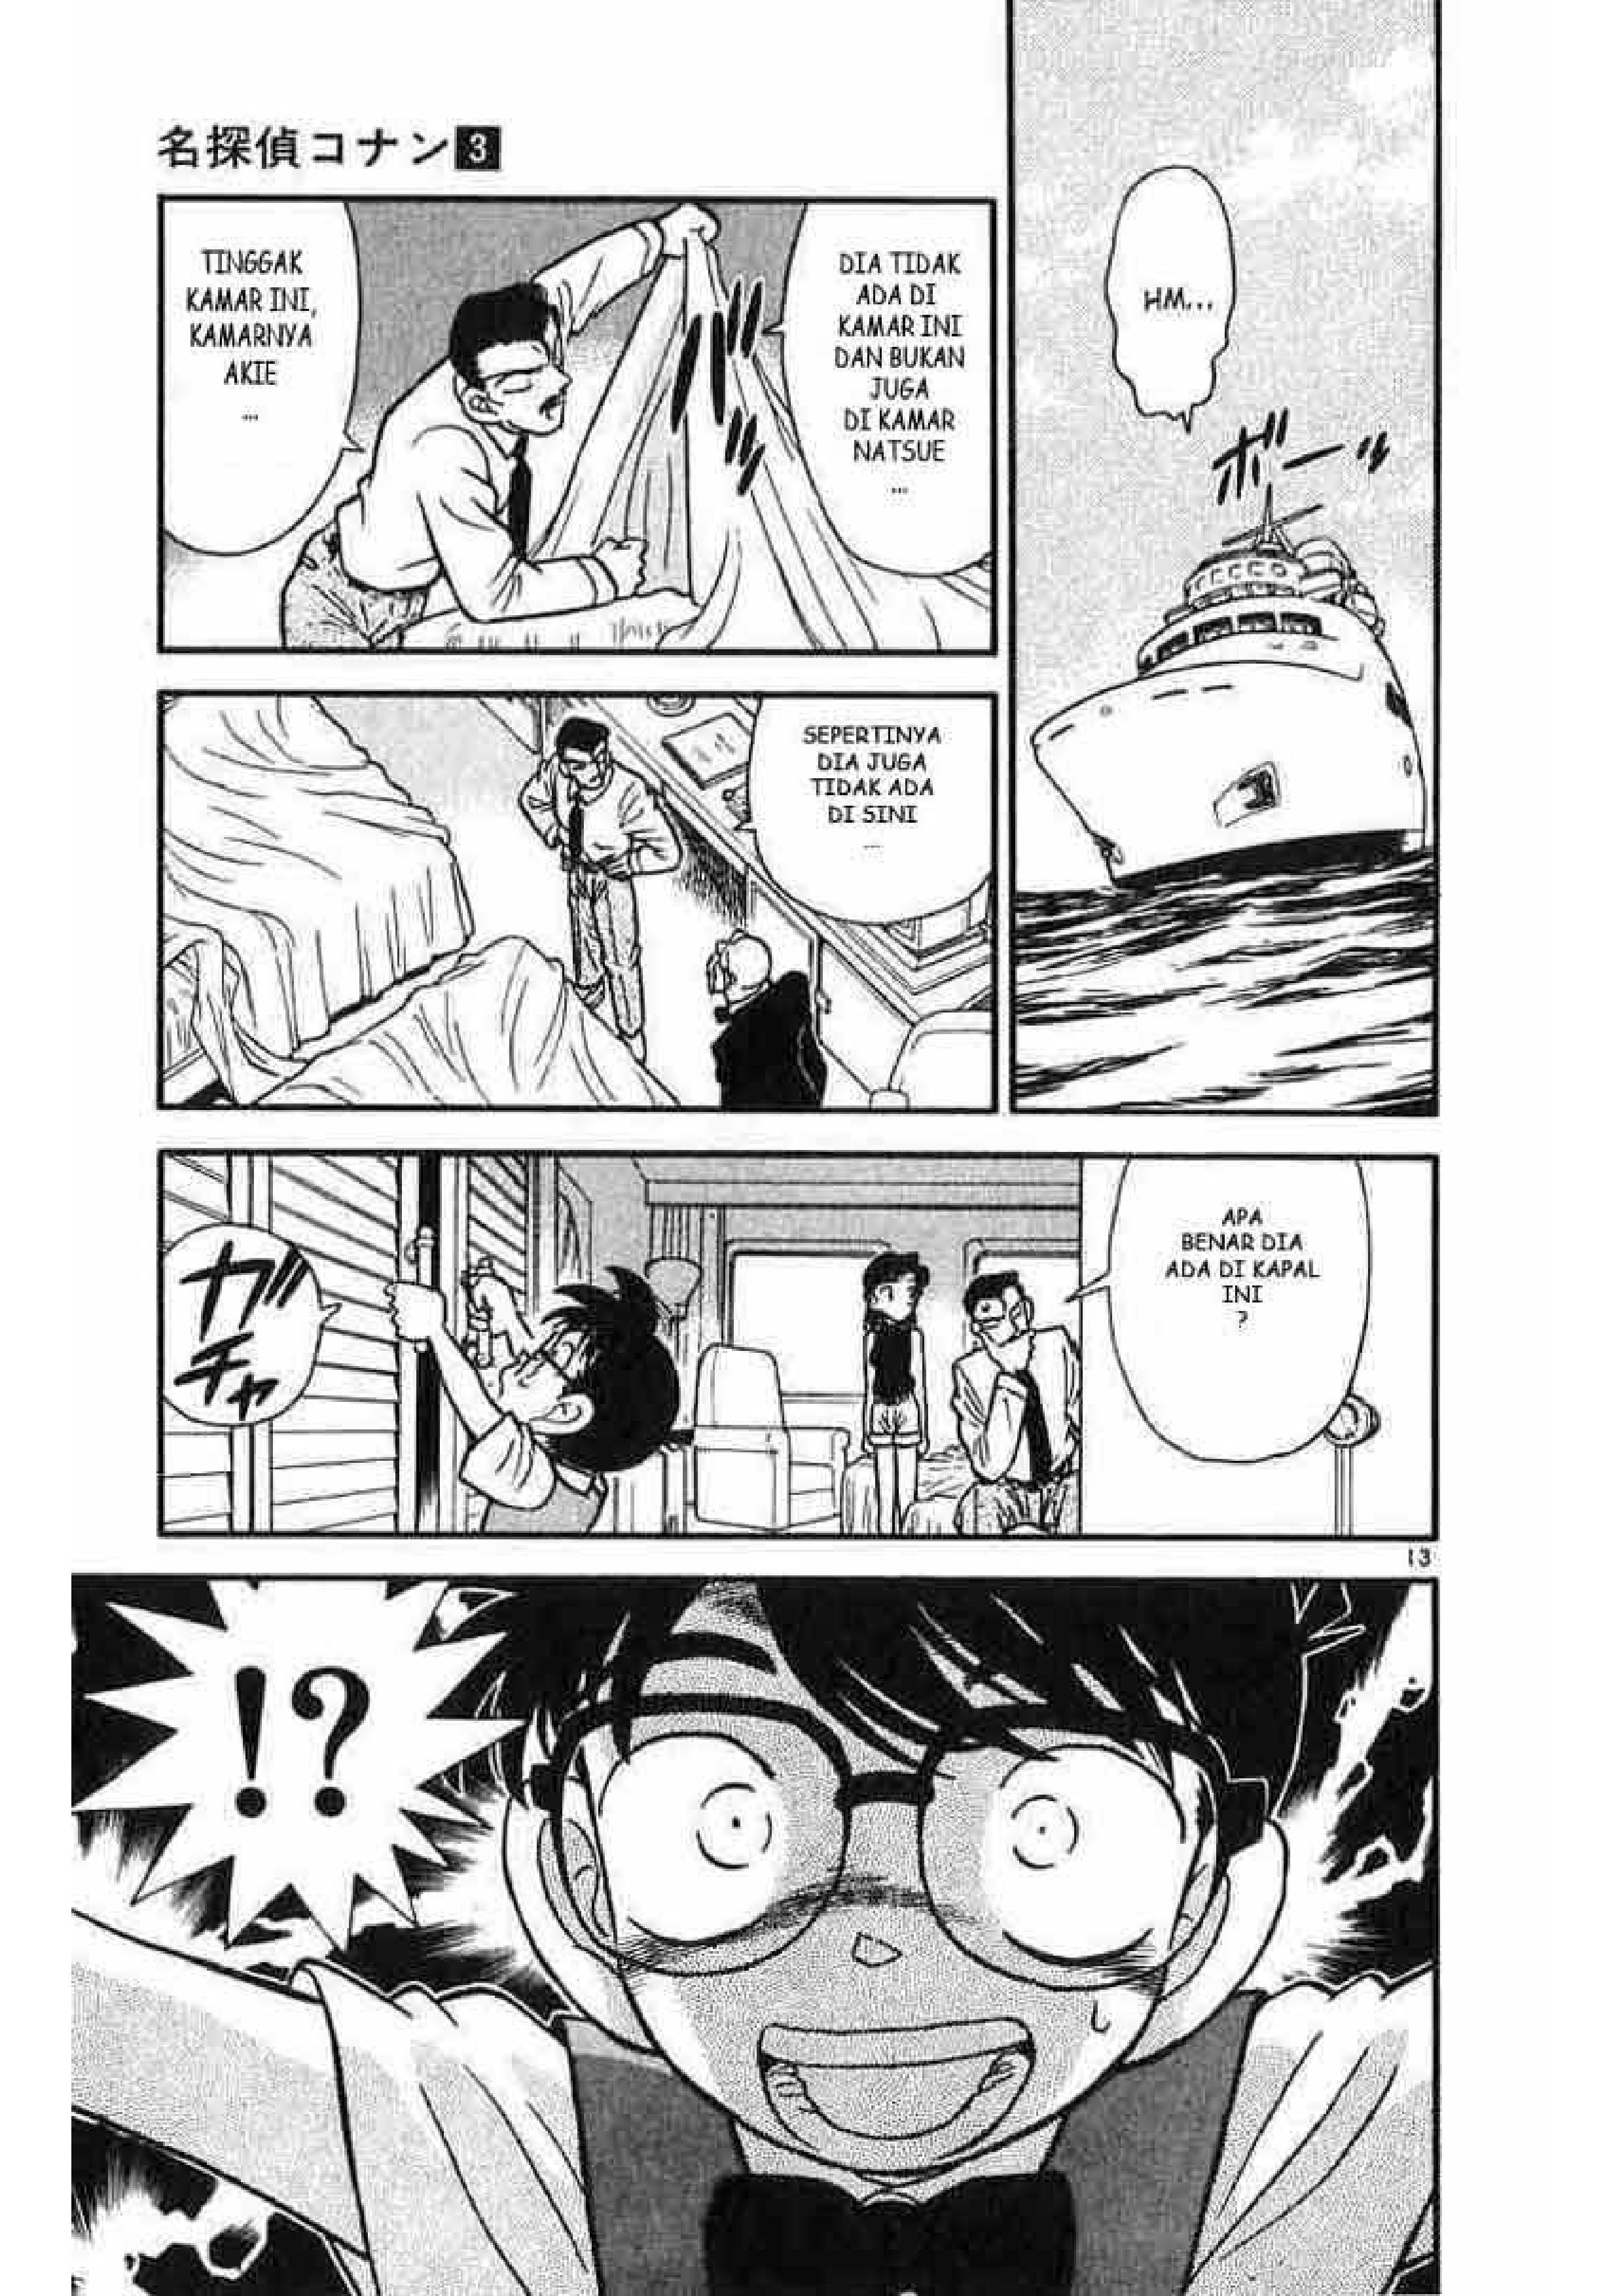 名探偵コナン3
HM...
ボーッ
DIA TIDAK
ADA DI
KAMAR INI
DAN BUKAN
JUGA
DI KAMAR
NATSUE
...
TINGGAK
KAMAR INI,
KAMARNYA
AKIE
...
SEPERTINYA
DIA JUGA
TIDAK ADA
DI SINI
...
APA
BENAR DIA
ADA DI KAPAL
INI
?
ガチャ
13
!?